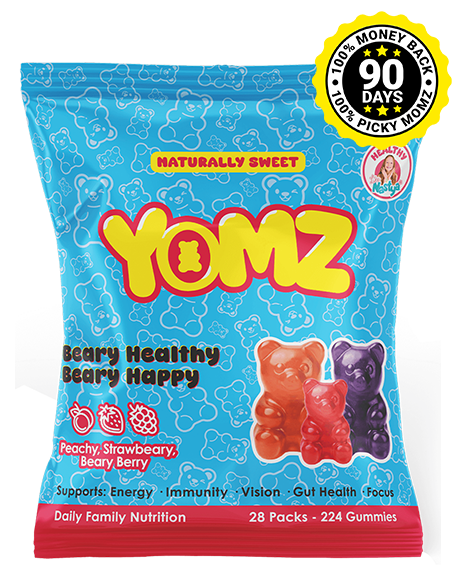 100% MONEY BACK
90
DAYS
100% PICKY MOMZ
NATURALLY SWEET
HEALTHY
Nastya
YOMZ
Beary Healthy
Beary Happy
Peachy, Strawbeary,
Beary Berry
Supports: Energy · Immunity · Vision · Gut Health · Focus
Daily Family Nutrition
28 Packs - 224 Gummies